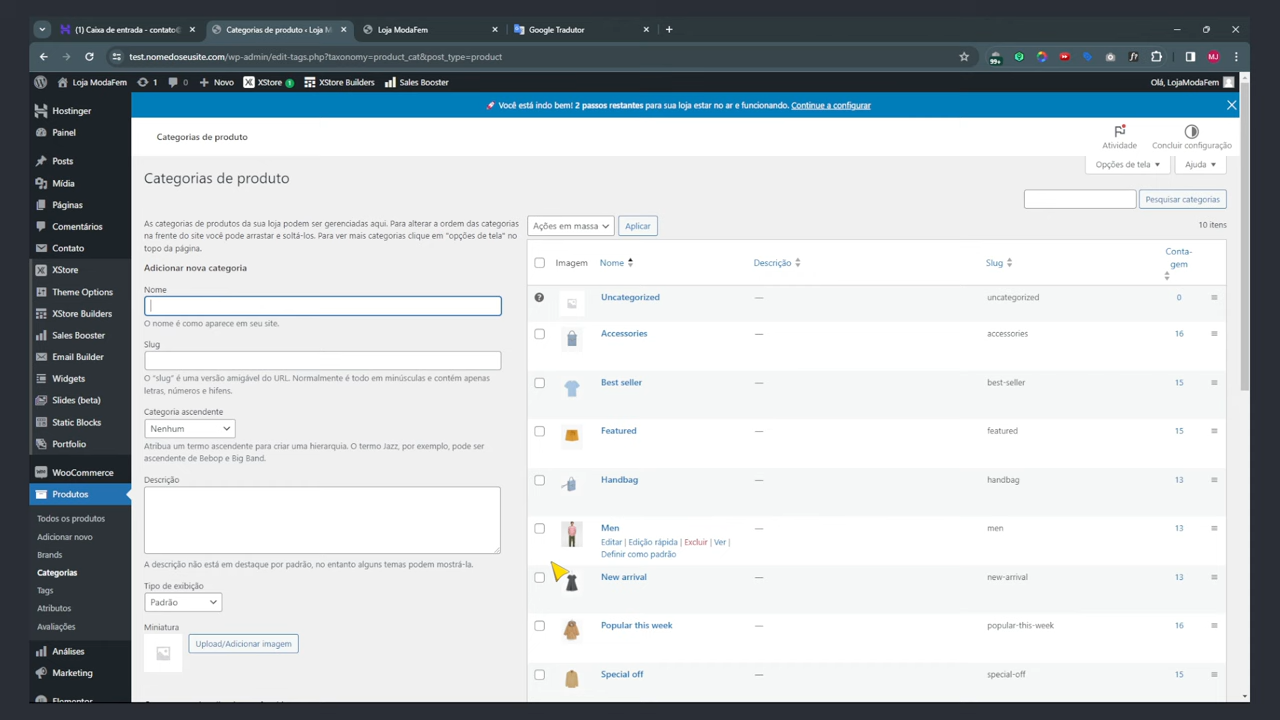 (1) Caixa de entrada - contato@
Categorias de produto ‹ Loja M
Loja ModaFem
Google Tradutor
test.nomedoseusite.com/wp-admin/edit-tags.php?taxonomy=product_cat&post_type=product
99+
f?
MJ
Loja ModaFem
1
0
Novo
XStore
1
XStore Builders
Sales Booster
Olá, LojaModaFem
Hostinger
Painel
Posts
Mídia
Páginas
Comentários
Contato
XStore
Theme Options
XStore Builders
Sales Booster
Email Builder
Widgets
Slides (beta)
Static Blocks
Portfolio
WooCommerce
Produtos
Todos os produtos
Adicionar novo
Brands
Categorias
Tags
Atributos
Avaliações
Análises
Marketing
Elementor
Você está indo bem! 2 passos restantes para sua loja estar no ar e funcionando. Continue a configurar
Categorias de produto
Atividade
Concluir configuração
Opções de tela
Ajuda
Categorias de produto
Pesquisar categorias
As categorias de produtos da sua loja podem ser gerenciadas aqui. Para alterar a ordem das categorias
na frente do site você pode arrastar e soltá-los. Para ver mais categorias clique em "opções de tela" no
topo da página.
Adicionar nova categoria
Nome
O nome é como aparece em seu site.
Slug
O "slug" é uma versão amigável do URL. Normalmente é todo em minúsculas e contém apenas
letras, números e hifens.
Categoria ascendente
Nenhum
Atribua um termo ascendente para criar uma hierarquia. O termo Jazz, por exemplo, pode ser
ascendente de Bebop e Big Band.
Descrição
A descrição não está em destaque por padrão, no entanto alguns temas podem mostrá-la.
Tipo de exibição
Padrão
Miniatura
Upload/Adicionar imagem
Ações em massa
Aplicar
10 itens
Imagem
Nome
Descrição
Slug
Conta-
gem
Uncategorized
—
uncategorized
0
Accessories
—
accessories
16
Best seller
—
best-seller
15
Featured
—
featured
15
Handbag
—
handbag
13
Men
—
men
13
Editar | Edição rápida | Excluir | Ver |
Definir como padrão
New arrival
—
new-arrival
13
Popular this week
—
popular-this-week
16
Special off
—
special-off
15